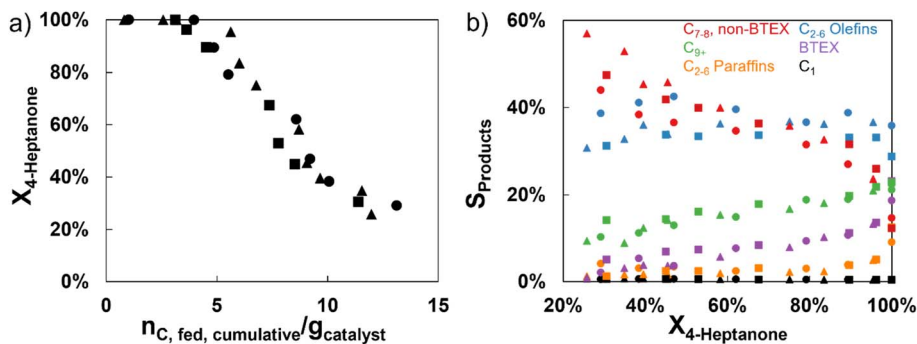 a)
100%
80%
60%
40%
20%
0%
X4-Heptanone
0 5 10 15
nC, fed, cumulative/gcatalyst
b)
60%
40%
20%
0%
SProducts
C7-8, non-BTEX C2-6 Olefins
C9+ BTEX
C2-6 Paraffins C1
20% 40% 60% 80% 100%
X4-Heptanone